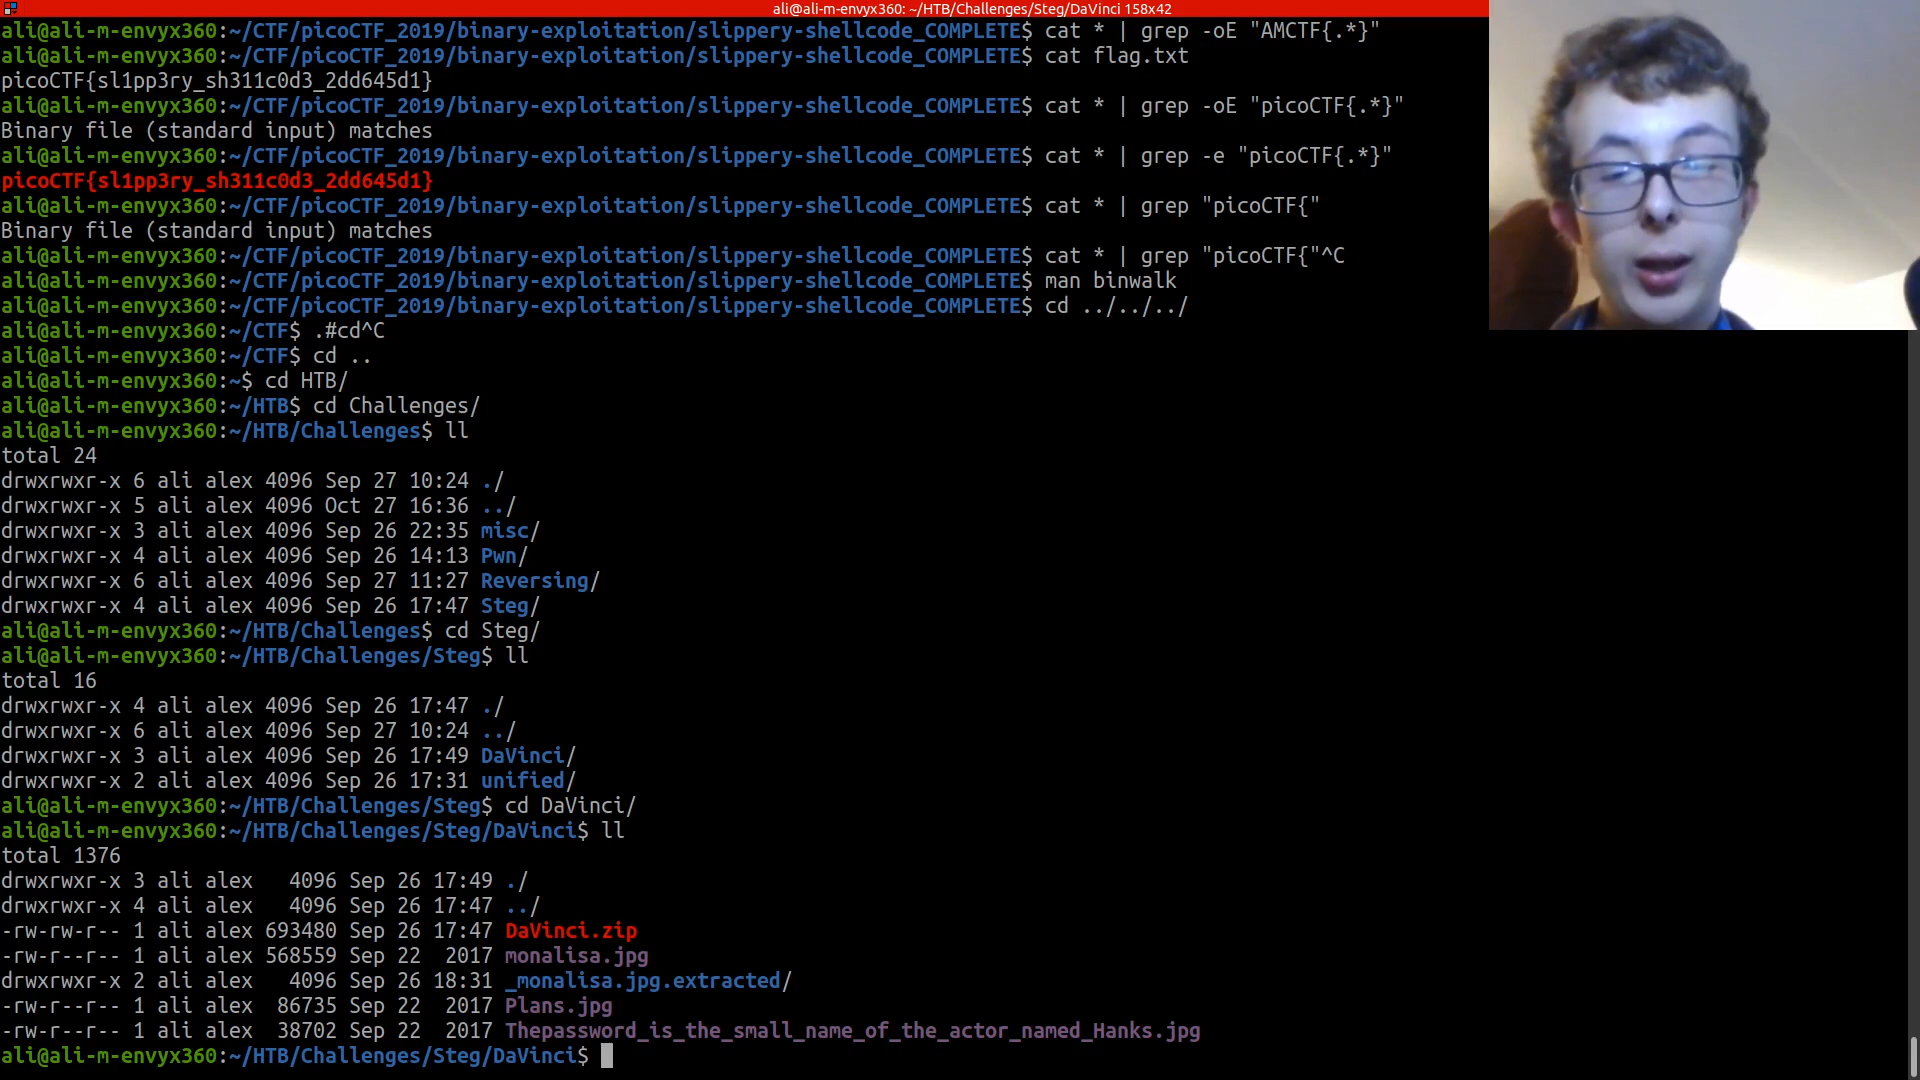 ali@ali-m-envyx360: ~/HTB/Challenges/Steg/DaVinci 158x42
ali@ali-m-envyx360:~/CTF/picoCTF_2019/binary-exploitation/slippery-shellcode_COMPLETE$ cat * | grep -oE "AMCTF{.*}"
ali@ali-m-envyx360:~/CTF/picoCTF_2019/binary-exploitation/slippery-shellcode_COMPLETE$ cat flag.txt
picoCTF{sl1pp3ry_sh311c0d3_2dd645d1}
ali@ali-m-envyx360:~/CTF/picoCTF_2019/binary-exploitation/slippery-shellcode_COMPLETE$ cat * | grep -oE "picoCTF{.*}"
Binary file (standard input) matches
ali@ali-m-envyx360:~/CTF/picoCTF_2019/binary-exploitation/slippery-shellcode_COMPLETE$ cat * | grep -e "picoCTF{.*}"
picoCTF{sl1pp3ry_sh311c0d3_2dd645d1}
ali@ali-m-envyx360:~/CTF/picoCTF_2019/binary-exploitation/slippery-shellcode_COMPLETE$ cat * | grep "picoCTF{"
Binary file (standard input) matches
ali@ali-m-envyx360:~/CTF/picoCTF_2019/binary-exploitation/slippery-shellcode_COMPLETE$ cat * | grep "picoCTF{"^C
ali@ali-m-envyx360:~/CTF/picoCTF_2019/binary-exploitation/slippery-shellcode_COMPLETE$ man binwalk
ali@ali-m-envyx360:~/CTF/picoCTF_2019/binary-exploitation/slippery-shellcode_COMPLETE$ cd ../../../
ali@ali-m-envyx360:~/CTF$ .#cd^C
ali@ali-m-envyx360:~/CTF$ cd ..
ali@ali-m-envyx360:~$ cd HTB/
ali@ali-m-envyx360:~/HTB$ cd Challenges/
ali@ali-m-envyx360:~/HTB/Challenges$ ll
total 24
drwxrwxr-x 6 ali alex 4096 Sep 27 10:24 ./
drwxrwxr-x 5 ali alex 4096 Oct 27 16:36 ../
drwxrwxr-x 3 ali alex 4096 Sep 26 22:35 misc/
drwxrwxr-x 4 ali alex 4096 Sep 26 14:13 Pwn/
drwxrwxr-x 6 ali alex 4096 Sep 27 11:27 Reversing/
drwxrwxr-x 4 ali alex 4096 Sep 26 17:47 Steg/
ali@ali-m-envyx360:~/HTB/Challenges$ cd Steg/
ali@ali-m-envyx360:~/HTB/Challenges/Steg$ ll
total 16
drwxrwxr-x 4 ali alex 4096 Sep 26 17:47 ./
drwxrwxr-x 6 ali alex 4096 Sep 27 10:24 ../
drwxrwxr-x 3 ali alex 4096 Sep 26 17:49 DaVinci/
drwxrwxr-x 2 ali alex 4096 Sep 26 17:31 unified/
ali@ali-m-envyx360:~/HTB/Challenges/Steg$ cd DaVinci/
ali@ali-m-envyx360:~/HTB/Challenges/Steg/DaVinci$ ll
total 1376
drwxrwxr-x 3 ali alex   4096 Sep 26 17:49 ./
drwxrwxr-x 4 ali alex   4096 Sep 26 17:47 ../
-rw-rw-r-- 1 ali alex 693480 Sep 26 17:47 DaVinci.zip
-rw-r--r-- 1 ali alex 568559 Sep 22  2017 monalisa.jpg
drwxrwxr-x 2 ali alex   4096 Sep 26 18:31 _monalisa.jpg.extracted/
-rw-r--r-- 1 ali alex  86735 Sep 22  2017 Plans.jpg
-rw-r--r-- 1 ali alex  38702 Sep 22  2017 Thepassword_is_the_small_name_of_the_actor_named_Hanks.jpg
ali@ali-m-envyx360:~/HTB/Challenges/Steg/DaVinci$